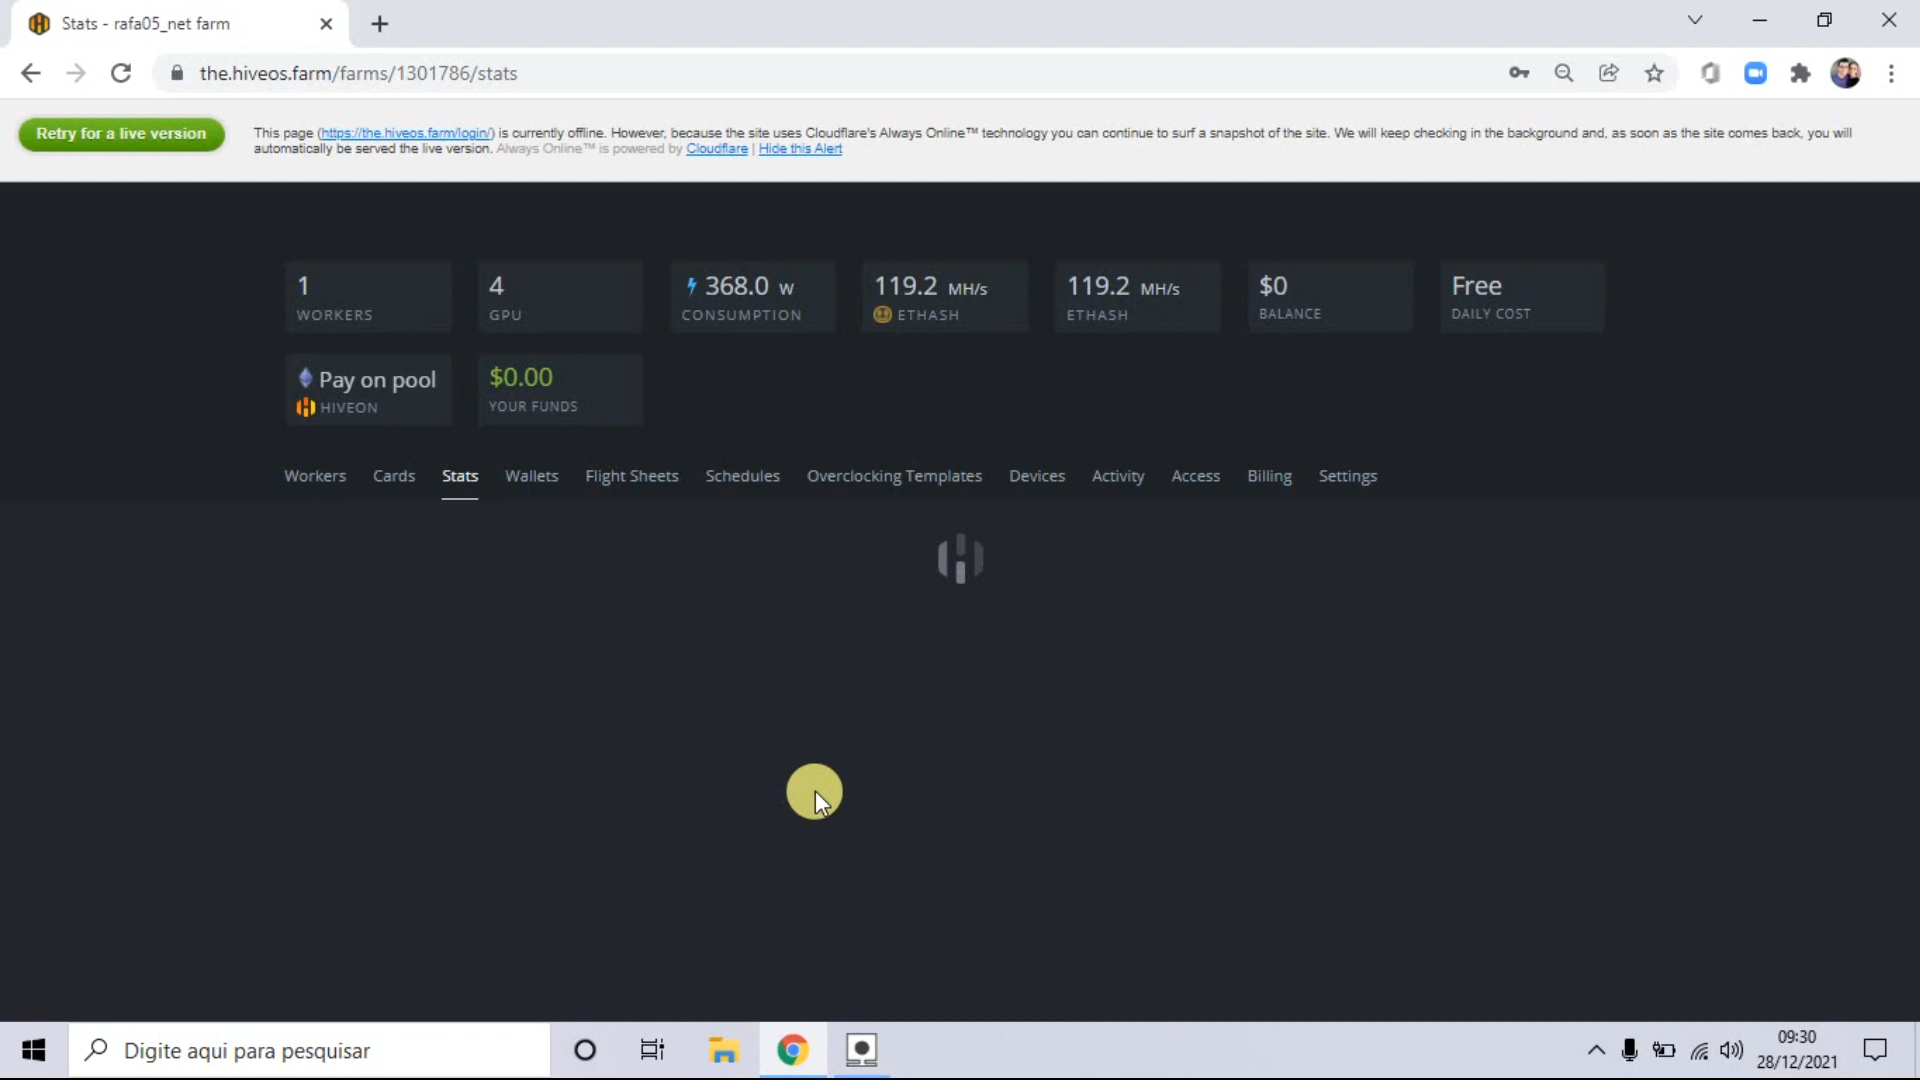 Stats - rafa05_net farm
the.hiveos.farm/farms/1301786/stats
Retry for a live version
This page (https://the.hiveos.farm/login/) is currently offline. However, because the site uses Cloudflare's Always Online™ technology you can continue to surf a snapshot of the site. We will keep checking in the background and, as soon as the site comes back, you will
automatically be served the live version. Always Online™ is powered by Cloudflare | Hide this Alert
1 4 368.0 W 119.2 MH/s 119.2 MH/s $0 Free
WORKERS GPU CONSUMPTION ETHASH ETHASH BALANCE DAILY COST
Pay on pool $0.00
HIVEON YOUR FUNDS
Workers Cards Stats Wallets Flight Sheets Schedules Overclocking Templates Devices Activity Access Billing Settings
Digite aqui para pesquisar
09:30
28/12/2021